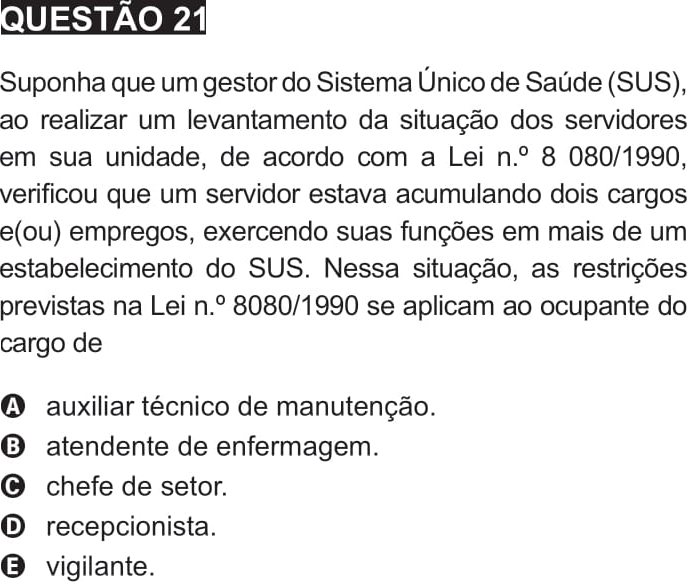 QUESTÃO 21
Suponha que um gestor do Sistema Único de Saúde (SUS),
ao realizar um levantamento da situação dos servidores
em sua unidade, de acordo com a Lei n.º 8 080/1990,
verificou que um servidor estava acumulando dois cargos
e(ou) empregos, exercendo suas funções em mais de um
estabelecimento do SUS. Nessa situação, as restrições
previstas na Lei n.º 8080/1990 se aplicam ao ocupante do
cargo de
A auxiliar técnico de manutenção.
B atendente de enfermagem.
C chefe de setor.
D recepcionista.
E vigilante.